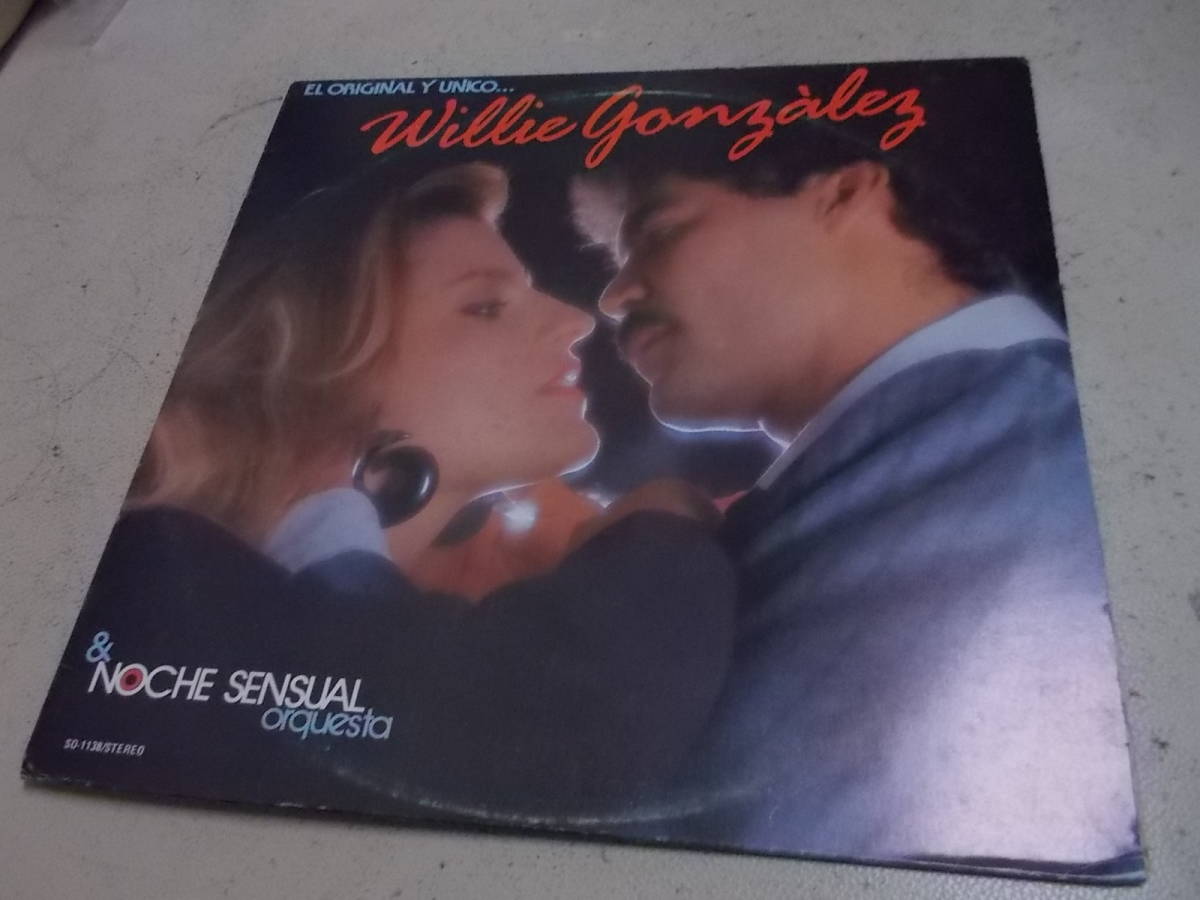 EL ORIGINAL Y UNICO...
Willie Gonzàlez
&
NOCHE SENSUAL
orquesta
SO-1138/STEREO